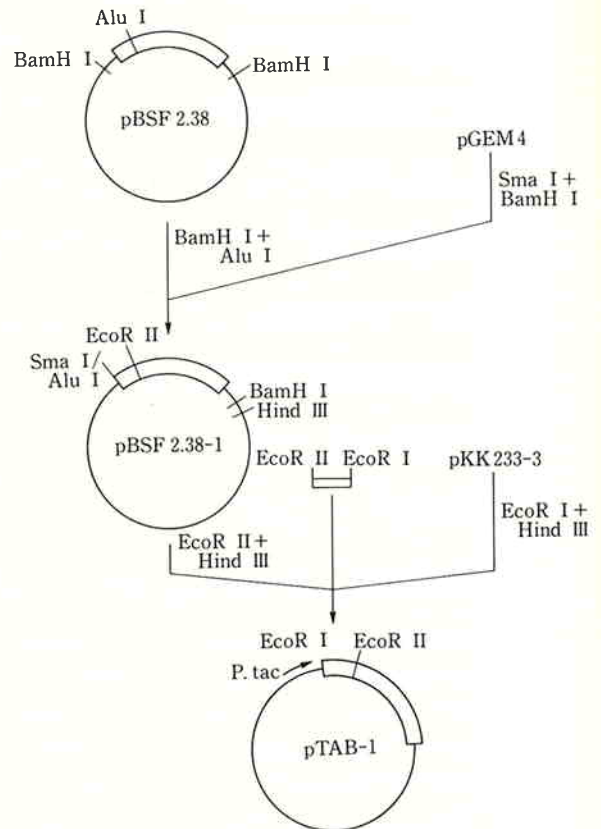 Alu I
BamH I
BamH I
pBSF 2.38
pGEM4
Sma I+
BamH I
BamH I+
Alu I
EcoR II
Sma I/
Alu I
BamH I
Hind III
pBSF 2.38-1
EcoR II EcoR I
pKK233-3
EcoR I+
Hind III
EcoR II+
Hind III
EcoR I EcoR II
P. tac
pTAB-1